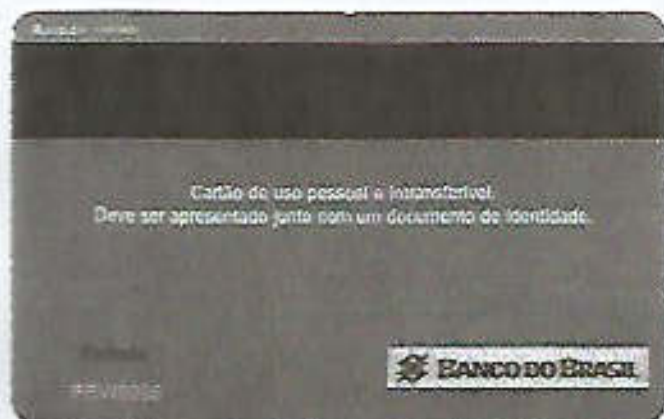 Cartão de uso pessoal e intransferível.
Deve ser apresentado junto com um documento de identidade.
BANCO DO BRASIL